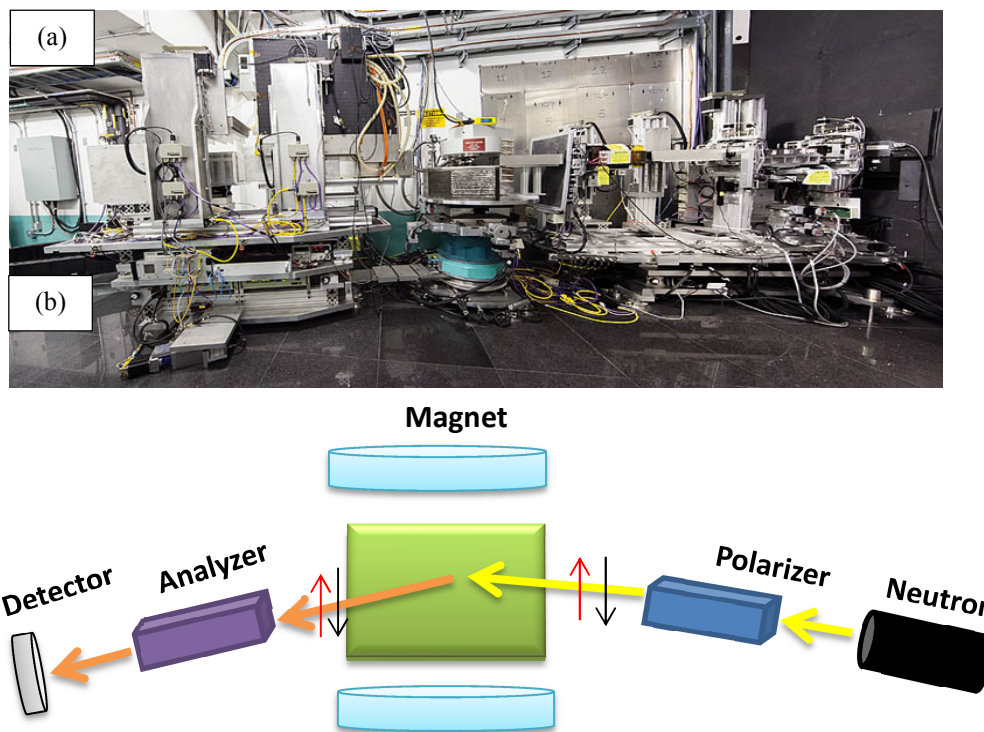 (a)
(b)
Magnet
Analyzer
Polarizer
Detector
Neutron